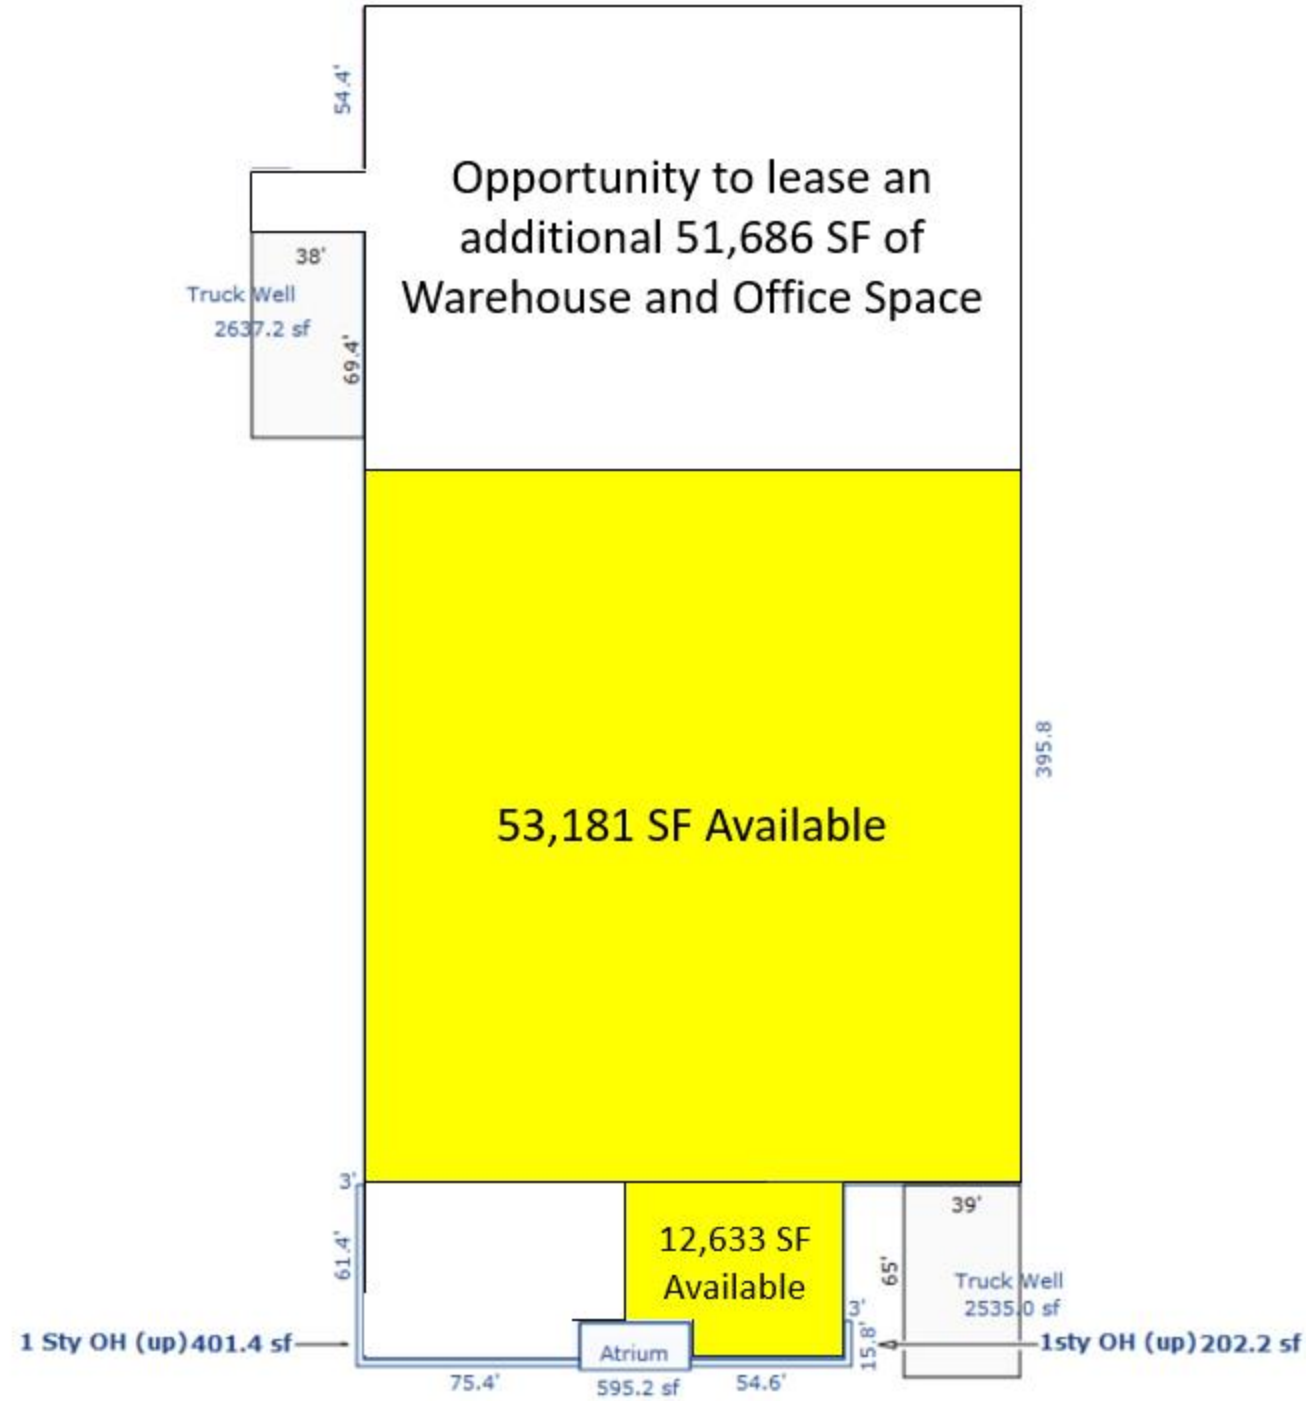 54.4'
Opportunity to lease an
additional 51,686 SF of
Warehouse and Office Space
38'
Truck Well
2637.2 sf
69.4'
395.8
53,181 SF Available
3'
61.4'
12,633 SF
Available
39'
65'
Truck Well
2535.0 sf
3'
15.8'
1 Sty OH (up) 401.4 sf
1sty OH (up) 202.2 sf
Atrium
595.2 sf
75.4'
54.6'